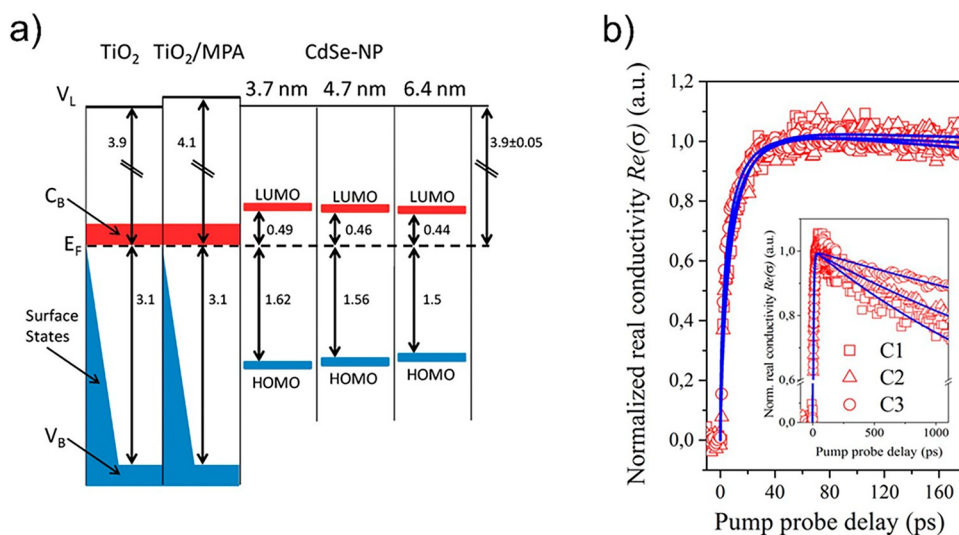 a)
TiO2 TiO2/MPA CdSe-NP
3.7 nm 4.7 nm 6.4 nm
VL
3.9 4.1 3.9±0.05
CB
LUMO LUMO LUMO
0.49 0.46 0.44
EF
3.1 3.1 1.62 1.56 1.5
Surface
States
HOMO HOMO HOMO
VB
b)
Normalized real conductivity Re(σ) (a.u.)
1,2
1,0
0,8
0,6
0,4
0,2
0,0
0 40 80 120 160
Pump probe delay (ps)
Norm. real conductivity Re(σ) (a.u.)
1,0
0,8
0,6
0,0
C1
C2
C3
0 500 1000
Pump probe delay (ps)